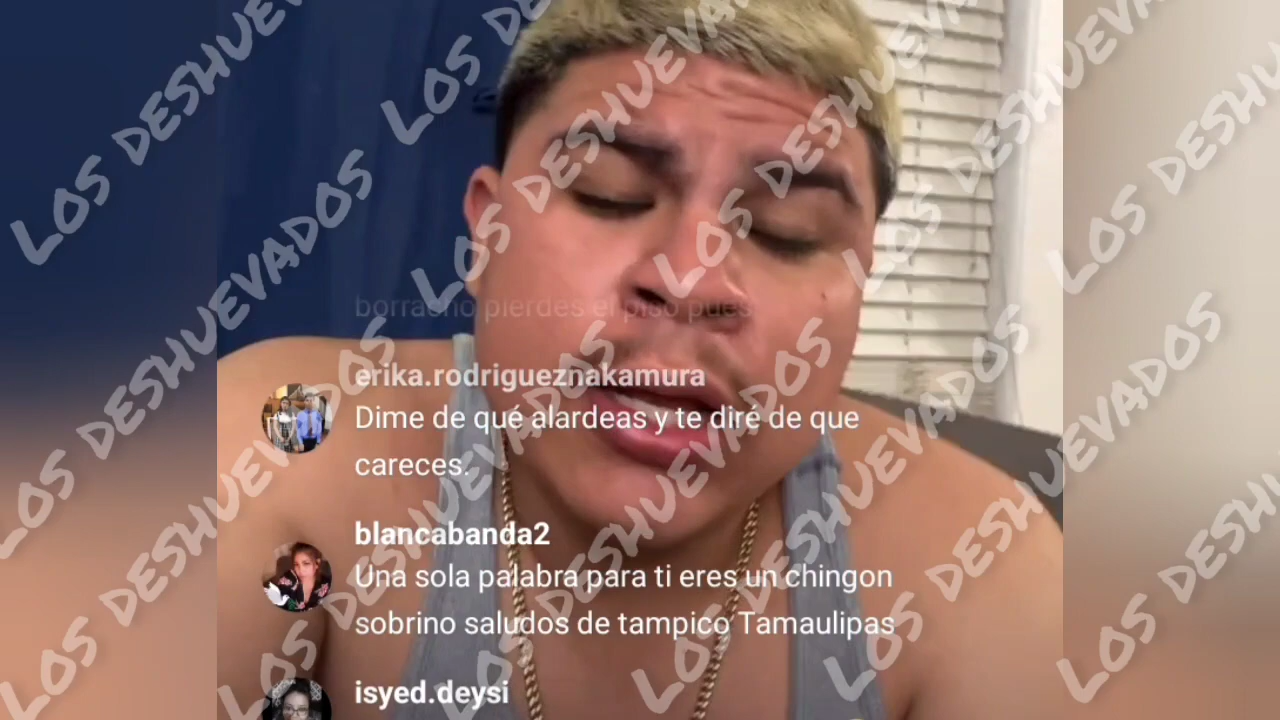 LOS DESHUEVADOS
borracho pierdes el piso pues
erika.rodrigueznakamura
Dime de qué alardeas y te diré de que
careces.
blancabanda2
Una sola palabra para ti eres un chingon
sobrino saludos de tampico Tamaulipas
isyed.deysi